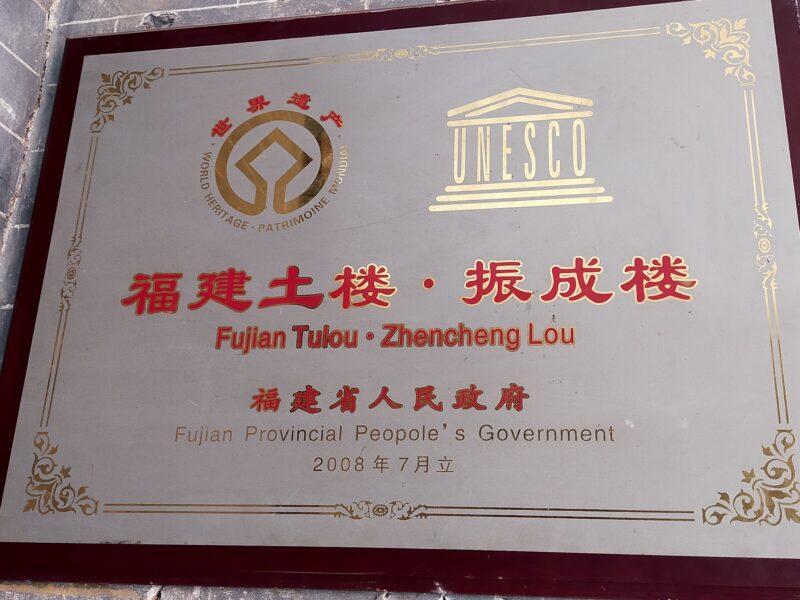 世界遗产
WORLD HERITAGE · PATRIMOINE MONDIAL
UNESCO
福建土楼·振成楼
Fujian Tulou · Zhencheng Lou
福建省人民政府
Fujian Provincial Peopole's Government
2008年7月立